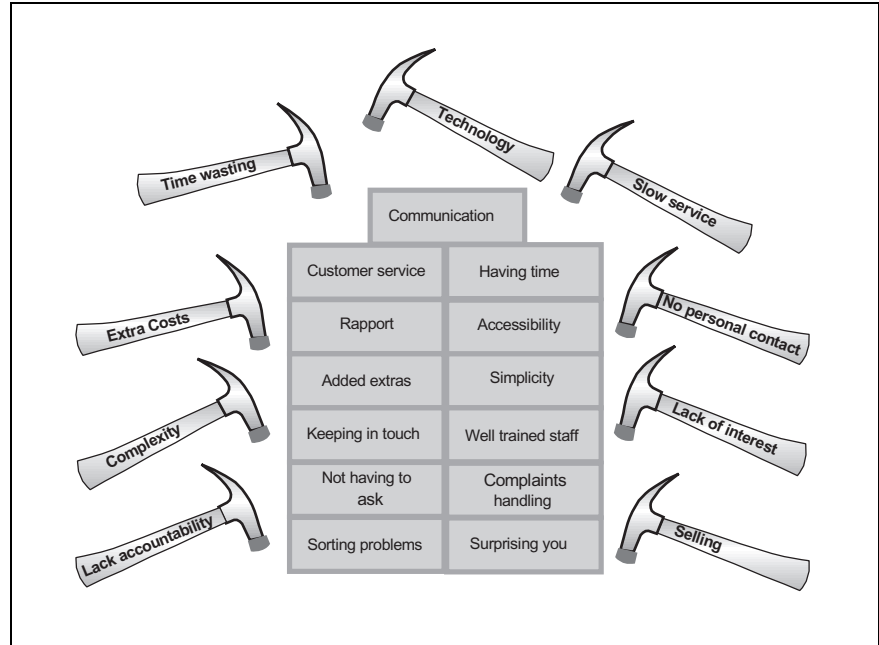 Technology
Time wasting
Slow service
Communication
Customer service
Having time
Extra Costs
Rapport
Accessibility
No personal contact
Added extras
Simplicity
Complexity
Keeping in touch
Well trained staff
Lack of interest
Not having to
ask
Complaints
handling
Lack accountability
Sorting problems
Surprising you
Selling